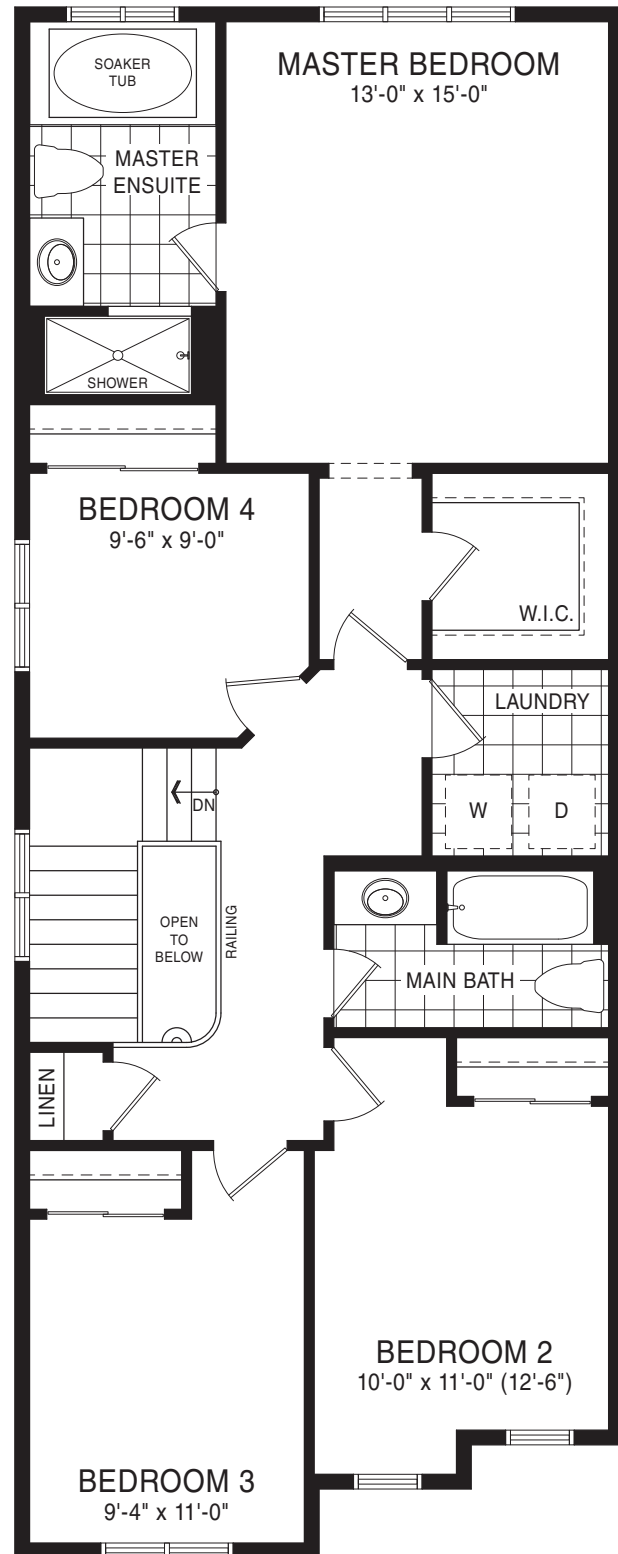 SOAKER
TUB
MASTER BEDROOM
13'-0" x 15'-0"
MASTER
ENSUITE
SHOWER
BEDROOM 4
9'-6" x 9'-0"
W.I.C.
LAUNDRY
W
D
DN
OPEN
TO
BELOW
RAILING
MAIN BATH
LINEN
BEDROOM 2
10'-0" x 11'-0" (12'-6")
BEDROOM 3
9'-4" x 11'-0"